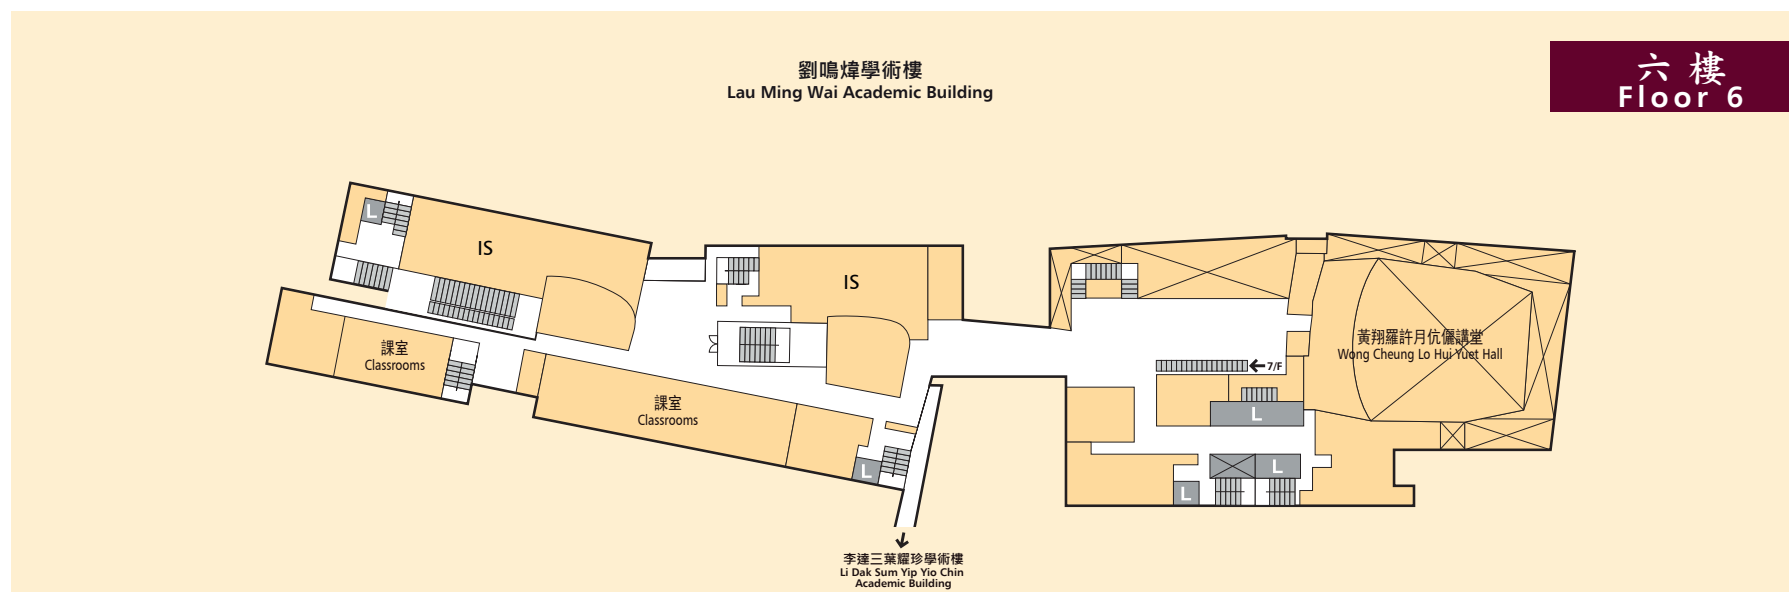 劉鳴煒學術樓
Lau Ming Wai Academic Building
六樓
Floor 6
L
IS
IS
課室
Classrooms
黃翔羅許月伉儷講堂
Wong Cheung Lo Hui Yuet Hall
7/F
課室
Classrooms
L
L
L
L
李達三葉耀珍學術樓
Li Dak Sum Yip Yio Chin
Academic Building